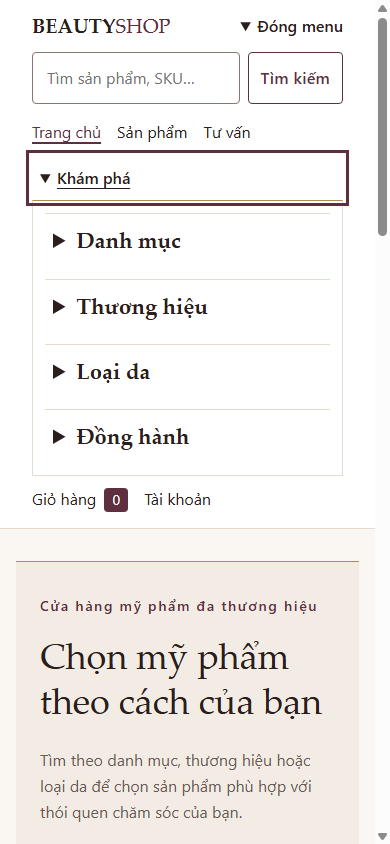 BEAUTYSHOP
▼ Đóng menu
Tìm sản phẩm, SKU...
Tìm kiếm
Trang chủ Sản phẩm Tư vấn
▼ Khám phá
▶ Danh mục
▶ Thương hiệu
▶ Loại da
▶ Đồng hành
Giỏ hàng 0 Tài khoản
Cửa hàng mỹ phẩm đa thương hiệu
Chọn mỹ phẩm
theo cách của bạn
Tìm theo danh mục, thương hiệu hoặc
loại da để chọn sản phẩm phù hợp với
thói quen chăm sóc của bạn.